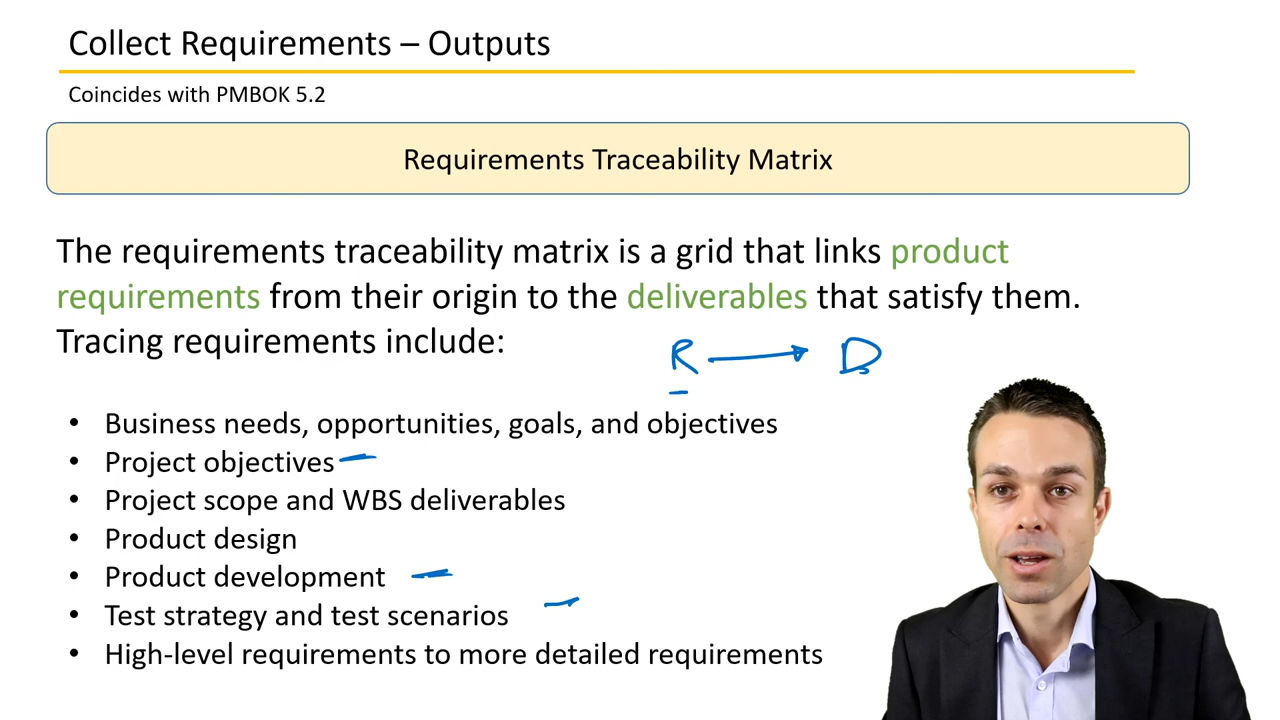 Collect Requirements – Outputs
Coincides with PMBOK 5.2
Requirements Traceability Matrix
The requirements traceability matrix is a grid that links product
requirements from their origin to the deliverables that satisfy them.
Tracing requirements include:
R → D
• Business needs, opportunities, goals, and objectives
• Project objectives
• Project scope and WBS deliverables
• Product design
• Product development
• Test strategy and test scenarios
• High-level requirements to more detailed requirements